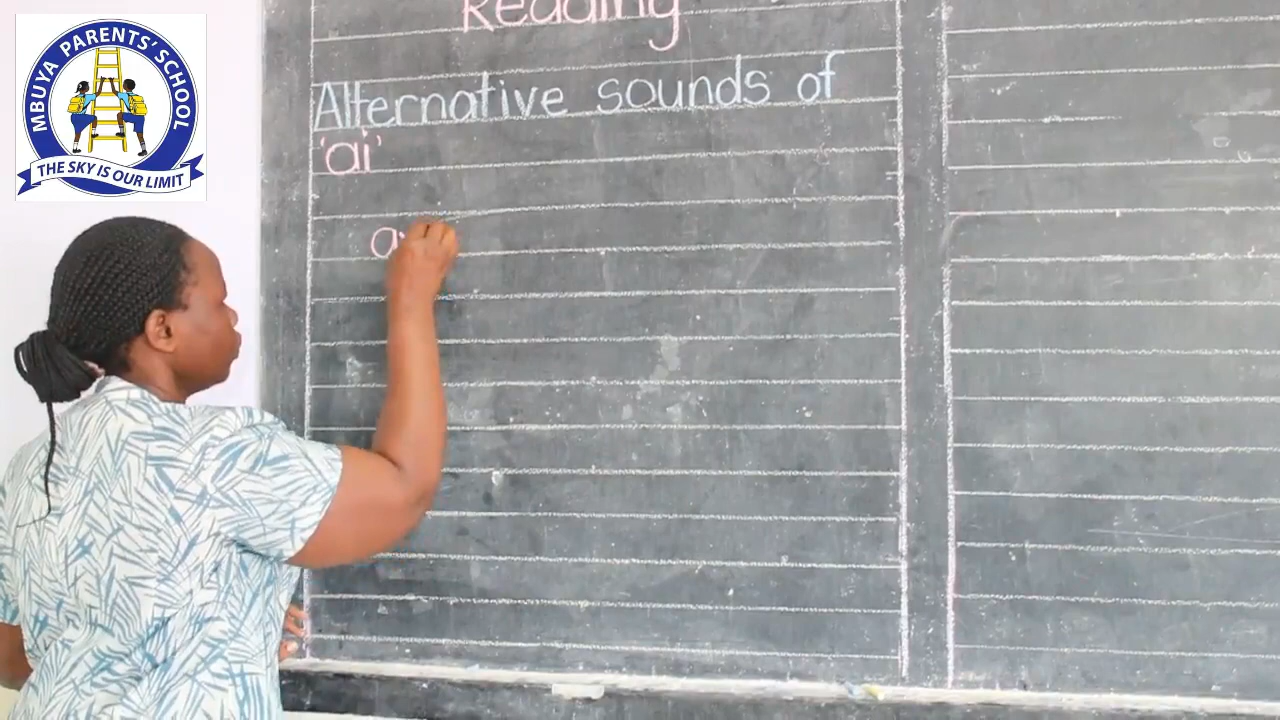 MBUYA PARENTS' SCHOOL
THE SKY IS OUR LIMIT
Reading
Alternative sounds of
'ai'
a